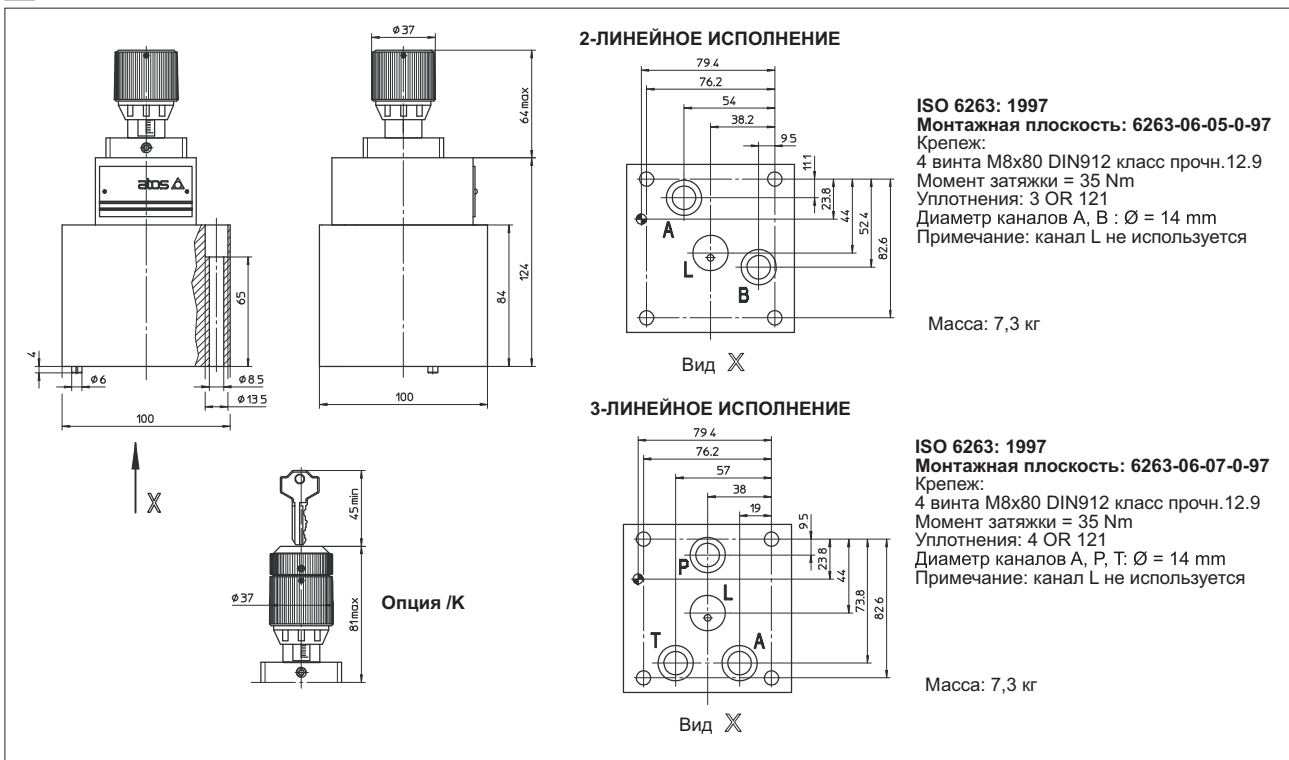 ø37
64max
124
84
65
4
ø6
ø8.5
ø13.5
100
100
atos
X
45min
ø37
81max
Опция /K
2-ЛИНЕЙНОЕ ИСПОЛНЕНИЕ
79.4
76.2
54
38.2
9.5
11.1
23.8
44
52.4
82.6
A
L
B
Вид X
ISO 6263: 1997
Монтажная плоскость: 6263-06-05-0-97
Крепеж:
4 винта M8x80 DIN912 класс прочн.12.9
Момент затяжки = 35 Nm
Уплотнения: 3 OR 121
Диаметр каналов A, B : Ø = 14 mm
Примечание: канал L не используется
Масса: 7,3 кг
3-ЛИНЕЙНОЕ ИСПОЛНЕНИЕ
79.4
76.2
57
38
19
9.5
23.8
44
73.8
82.6
P
L
T
A
Вид X
ISO 6263: 1997
Монтажная плоскость: 6263-06-07-0-97
Крепеж:
4 винта M8x80 DIN912 класс прочн.12.9
Момент затяжки = 35 Nm
Уплотнения: 4 OR 121
Диаметр каналов A, P, T: Ø = 14 mm
Примечание: канал L не используется
Масса: 7,3 кг